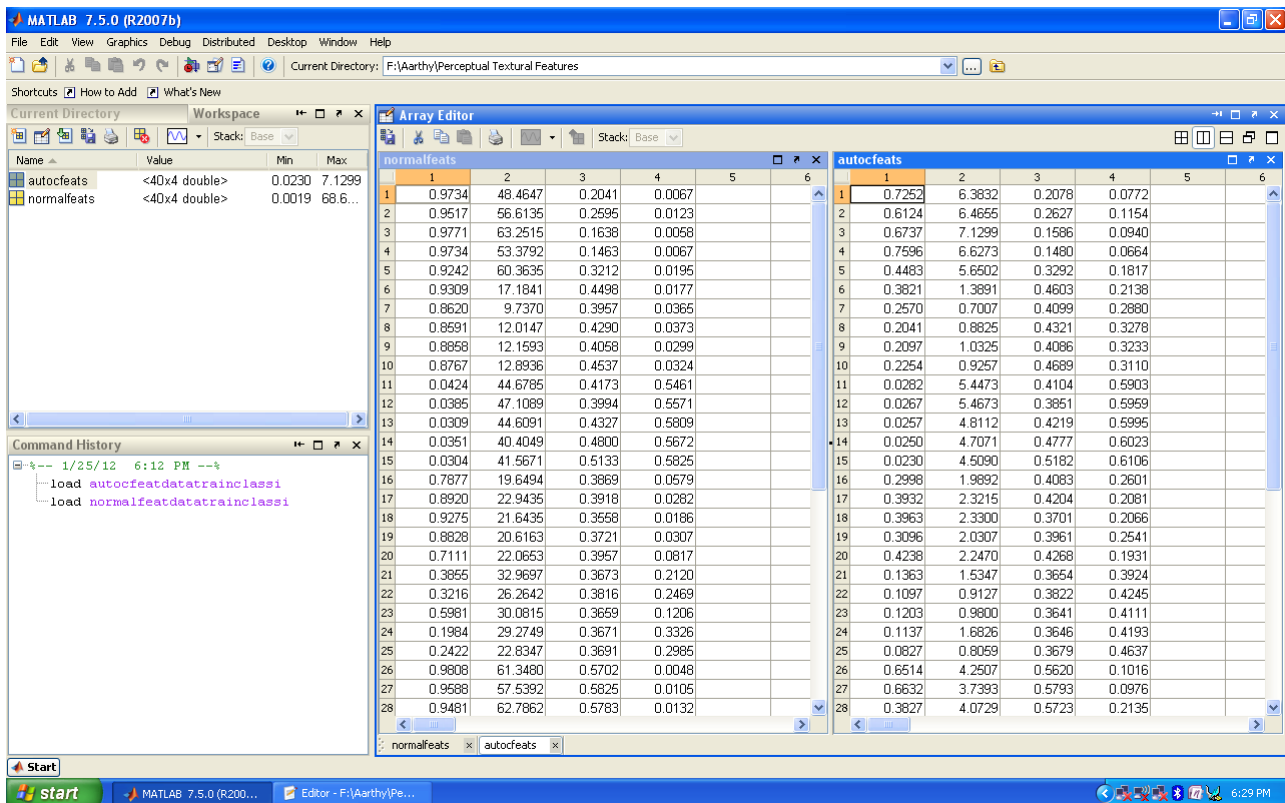 MATLAB 7.5.0 (R2007b)
File Edit View Graphics Debug Distributed Desktop Window Help
Current Directory: F:\Aarthy\Perceptual Textural Features
Shortcuts How to Add What's New
Current Directory Workspace
Stack: Base
Name Value Min Max
autocfeats <40x4 double> 0.0230 7.1299
normalfeats <40x4 double> 0.0019 68.6...
Command History
%-- 1/25/12 6:12 PM --%
load autocfeatdatatrainclassi
load normalfeatdatatrainclassi
Array Editor
Stack: Base
normalfeats
1 2 3 4 5 6
1 0.9734 48.4647 0.2041 0.0067
2 0.9517 56.6135 0.2595 0.0123
3 0.9771 63.2515 0.1638 0.0058
4 0.9734 53.3792 0.1463 0.0067
5 0.9242 60.3635 0.3212 0.0195
6 0.9309 17.1841 0.4498 0.0177
7 0.8620 9.7370 0.3957 0.0365
8 0.8591 12.0147 0.4290 0.0373
9 0.8858 12.1593 0.4058 0.0299
10 0.8767 12.8936 0.4537 0.0324
11 0.0424 44.6785 0.4173 0.5461
12 0.0385 47.1089 0.3994 0.5571
13 0.0309 44.6091 0.4327 0.5809
14 0.0351 40.4049 0.4800 0.5672
15 0.0304 41.5671 0.5133 0.5825
16 0.7877 19.6494 0.3869 0.0579
17 0.8920 22.9435 0.3918 0.0282
18 0.9275 21.6435 0.3558 0.0186
19 0.8828 20.6163 0.3721 0.0307
20 0.7111 22.0653 0.3957 0.0817
21 0.3855 32.9697 0.3673 0.2120
22 0.3216 26.2642 0.3816 0.2469
23 0.5981 30.0815 0.3659 0.1206
24 0.1984 29.2749 0.3671 0.3326
25 0.2422 22.8347 0.3691 0.2985
26 0.9808 61.3480 0.5702 0.0048
27 0.9588 57.5392 0.5825 0.0105
28 0.9481 62.7862 0.5783 0.0132
autocfeats
1 2 3 4 5 6
1 0.7252 6.3832 0.2078 0.0772
2 0.6124 6.4655 0.2627 0.1154
3 0.6737 7.1299 0.1586 0.0940
4 0.7596 6.6273 0.1480 0.0664
5 0.4483 5.6502 0.3292 0.1817
6 0.3821 1.3891 0.4603 0.2138
7 0.2570 0.7007 0.4099 0.2880
8 0.2041 0.8825 0.4321 0.3278
9 0.2097 1.0325 0.4086 0.3233
10 0.2254 0.9257 0.4689 0.3110
11 0.0282 5.4473 0.4104 0.5903
12 0.0267 5.4673 0.3851 0.5959
13 0.0257 4.8112 0.4219 0.5995
14 0.0250 4.7071 0.4777 0.6023
15 0.0230 4.5090 0.5182 0.6106
16 0.2998 1.9892 0.4083 0.2601
17 0.3932 2.3215 0.4204 0.2081
18 0.3963 2.3300 0.3701 0.2066
19 0.3096 2.0307 0.3961 0.2541
20 0.4238 2.2470 0.4268 0.1931
21 0.1363 1.5347 0.3654 0.3924
22 0.1097 0.9127 0.3822 0.4245
23 0.1203 0.9800 0.3641 0.4111
24 0.1137 1.6826 0.3646 0.4193
25 0.0827 0.8059 0.3679 0.4637
26 0.6514 4.2507 0.5620 0.1016
27 0.6632 3.7393 0.5793 0.0976
28 0.3827 4.0729 0.5723 0.2135
normalfeats autocfeats
Start
start MATLAB 7.5.0 (R200... Editor - F:\Aarthy\Pe... 6:29 PM